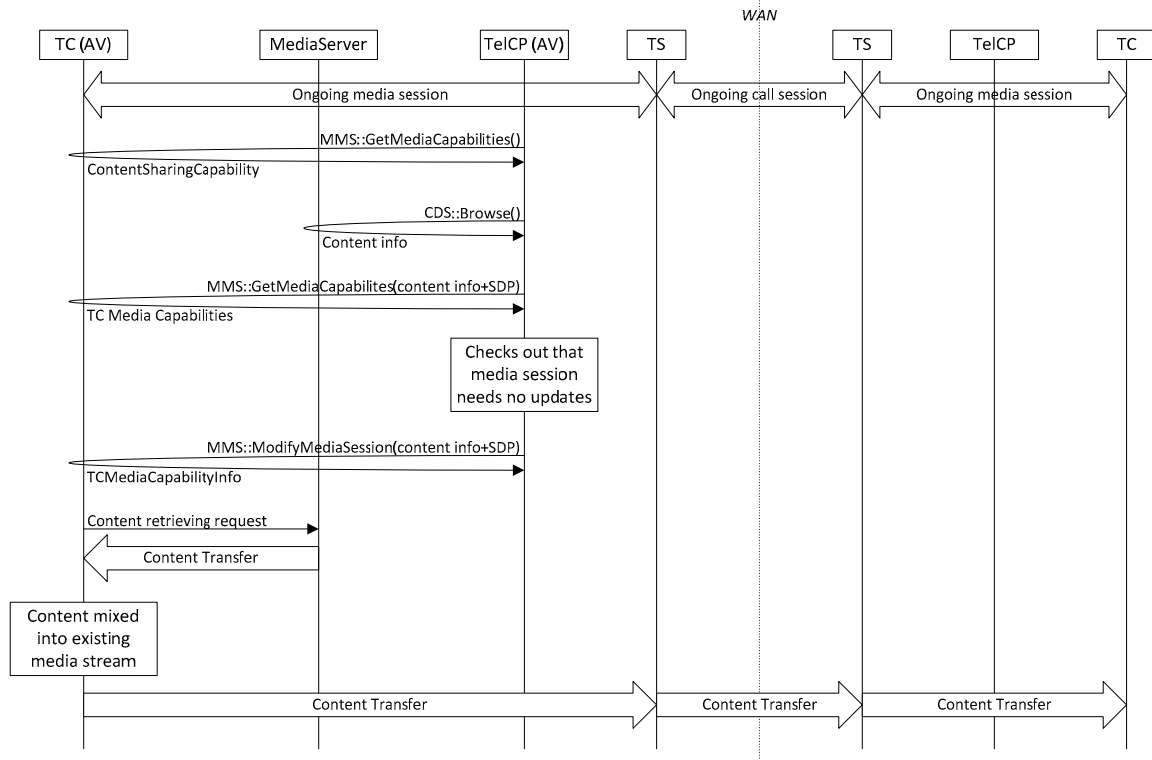 WAN
TC (AV)
MediaServer
TelCP (AV)
TS
TS
TelCP
TC
Ongoing media session
Ongoing call session
Ongoing media session
MMS::GetMediaCapabilities()
ContentSharingCapability
CDS::Browse()
Content info
MMS::GetMediaCapabilites(content info+SDP)
TC Media Capabilities
Checks out that
media session
needs no updates
MMS::ModifyMediaSession(content info+SDP)
TCMediaCapabilityInfo
Content retrieving request
Content Transfer
Content mixed
into existing
media stream
Content Transfer
Content Transfer
Content Transfer